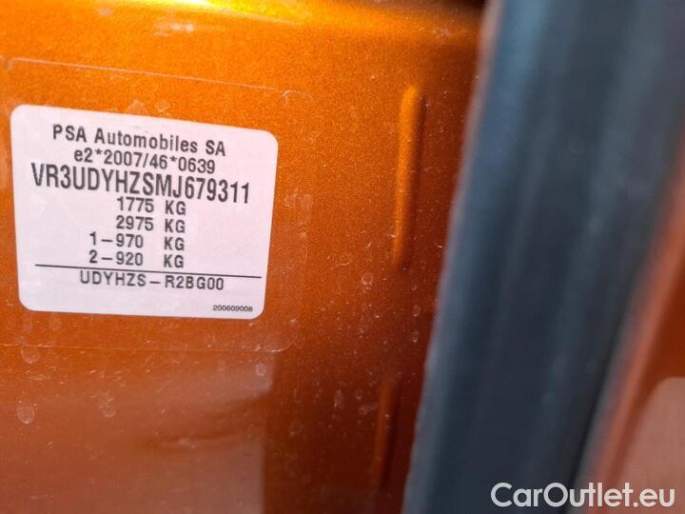 PSA Automobiles SA
e2*2007/46*0639
VR3UDYHZSMJ679311
1775 KG
2975 KG
1-970 KG
2-920 KG
UDYHZS-R2BG00
200609008
CarOutlet.eu